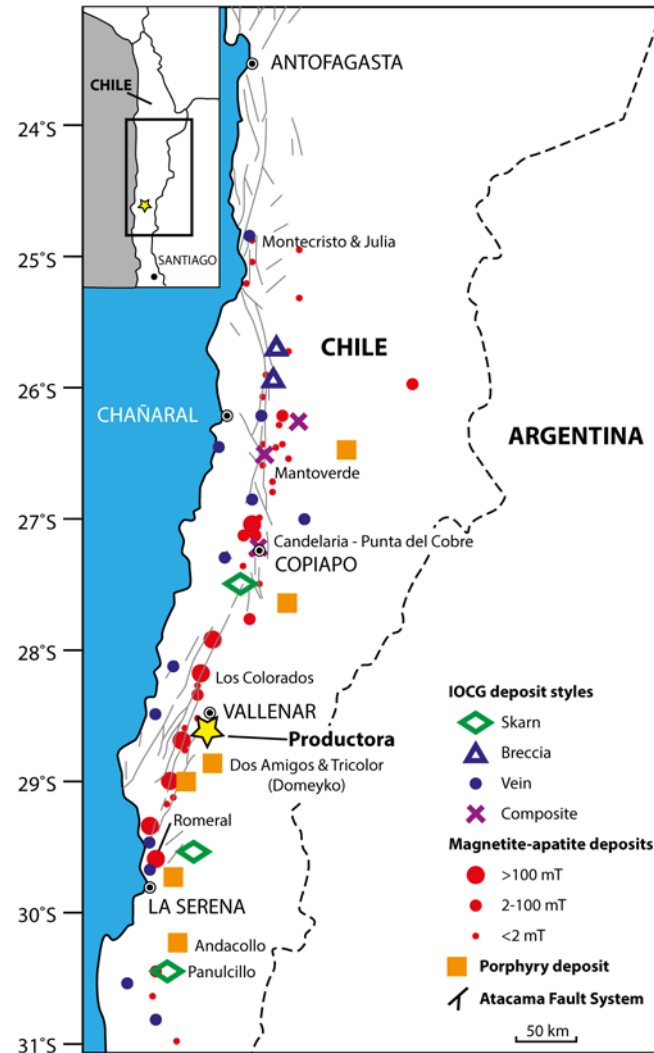 ANTOFAGASTA
CHILE
24°S
SANTIAGO
Montecristo & Julia
25°S
CHILE
26°S
CHAÑARAL
ARGENTINA
Mantoverde
27°S
Candelaria - Punta del Cobre
COPIAPO
28°S
Los Colorados
VALLENAR
Productora
Dos Amigos & Tricolor
(Domeyko)
29°S
Romeral
LA SERENA
30°S
Andacollo
Panulcillo
31°S
IOCG deposit styles
Skarn
Breccia
Vein
Composite
Magnetite-apatite deposits
>100 mT
2-100 mT
<2 mT
Porphyry deposit
Atacama Fault System
50 km